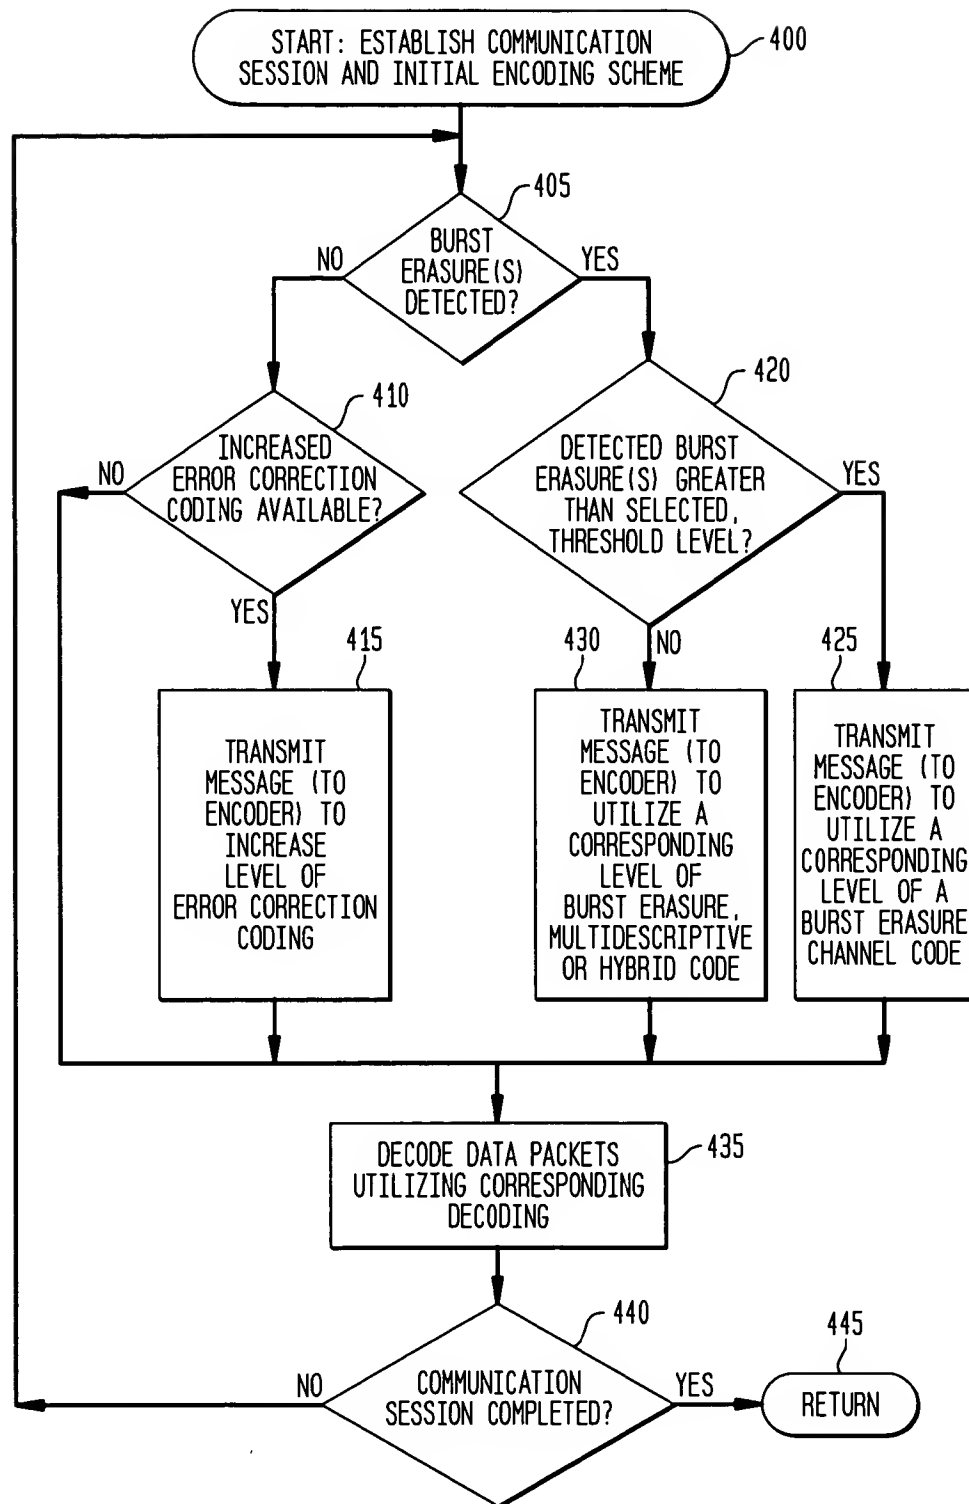 START: ESTABLISH COMMUNICATION
SESSION AND INITIAL ENCODING SCHEME
400
405
BURST
ERASURE(S)
DETECTED?
NO
YES
410
INCREASED
ERROR CORRECTION
CODING AVAILABLE?
NO
YES
420
DETECTED BURST
ERASURE(S) GREATER
THAN SELECTED,
THRESHOLD LEVEL?
YES
NO
415
TRANSMIT
MESSAGE (TO
ENCODER) TO
INCREASE
LEVEL OF
ERROR CORRECTION
CODING
430
TRANSMIT
MESSAGE (TO
ENCODER) TO
UTILIZE A
CORRESPONDING
LEVEL OF
BURST ERASURE,
MULTIDESCRIPTIVE
OR HYBRID CODE
425
TRANSMIT
MESSAGE (TO
ENCODER) TO
UTILIZE A
CORRESPONDING
LEVEL OF A
BURST ERASURE
CHANNEL CODE
435
DECODE DATA PACKETS
UTILIZING CORRESPONDING
DECODING
440
COMMUNICATION
SESSION COMPLETED?
NO
YES
445
RETURN